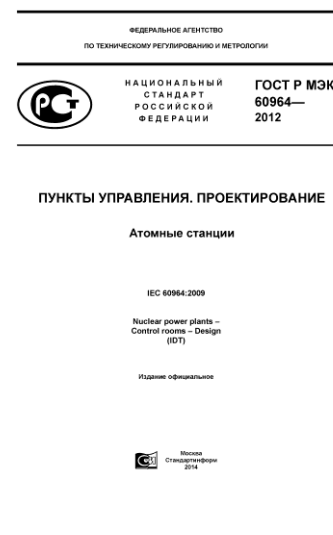 ФЕДЕРАЛЬНОЕ АГЕНТСТВО
ПО ТЕХНИЧЕСКОМУ РЕГУЛИРОВАНИЮ И МЕТРОЛОГИИ
НАЦИОНАЛЬНЫЙ
СТАНДАРТ
РОССИЙСКОЙ
ФЕДЕРАЦИИ
ГОСТ Р МЭК
60964—
2012
ПУНКТЫ УПРАВЛЕНИЯ. ПРОЕКТИРОВАНИЕ
Атомные станции
IEC 60964:2009
Nuclear power plants –
Control rooms – Design
(IDT)
Издание официальное
Москва
Стандартинформ
2014